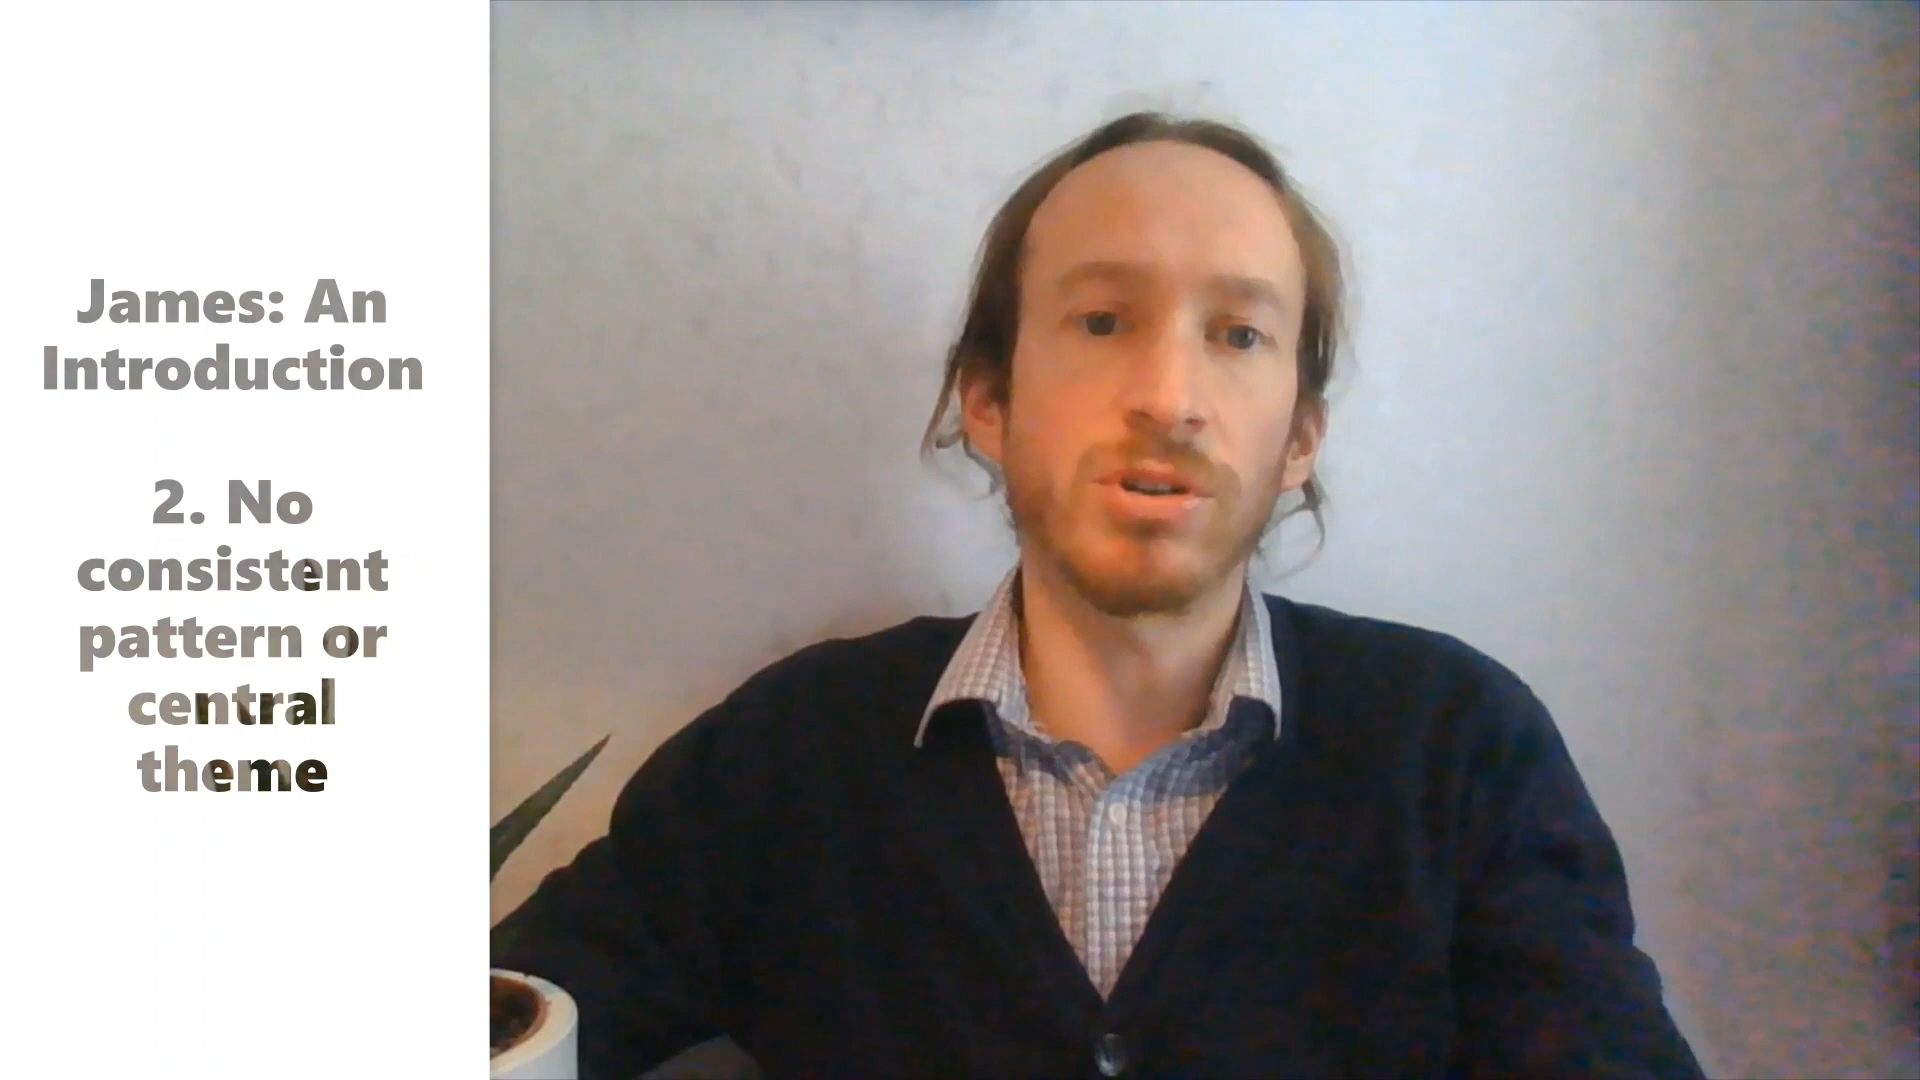 James: An
Introduction
2. No
consistent
pattern or
central
theme